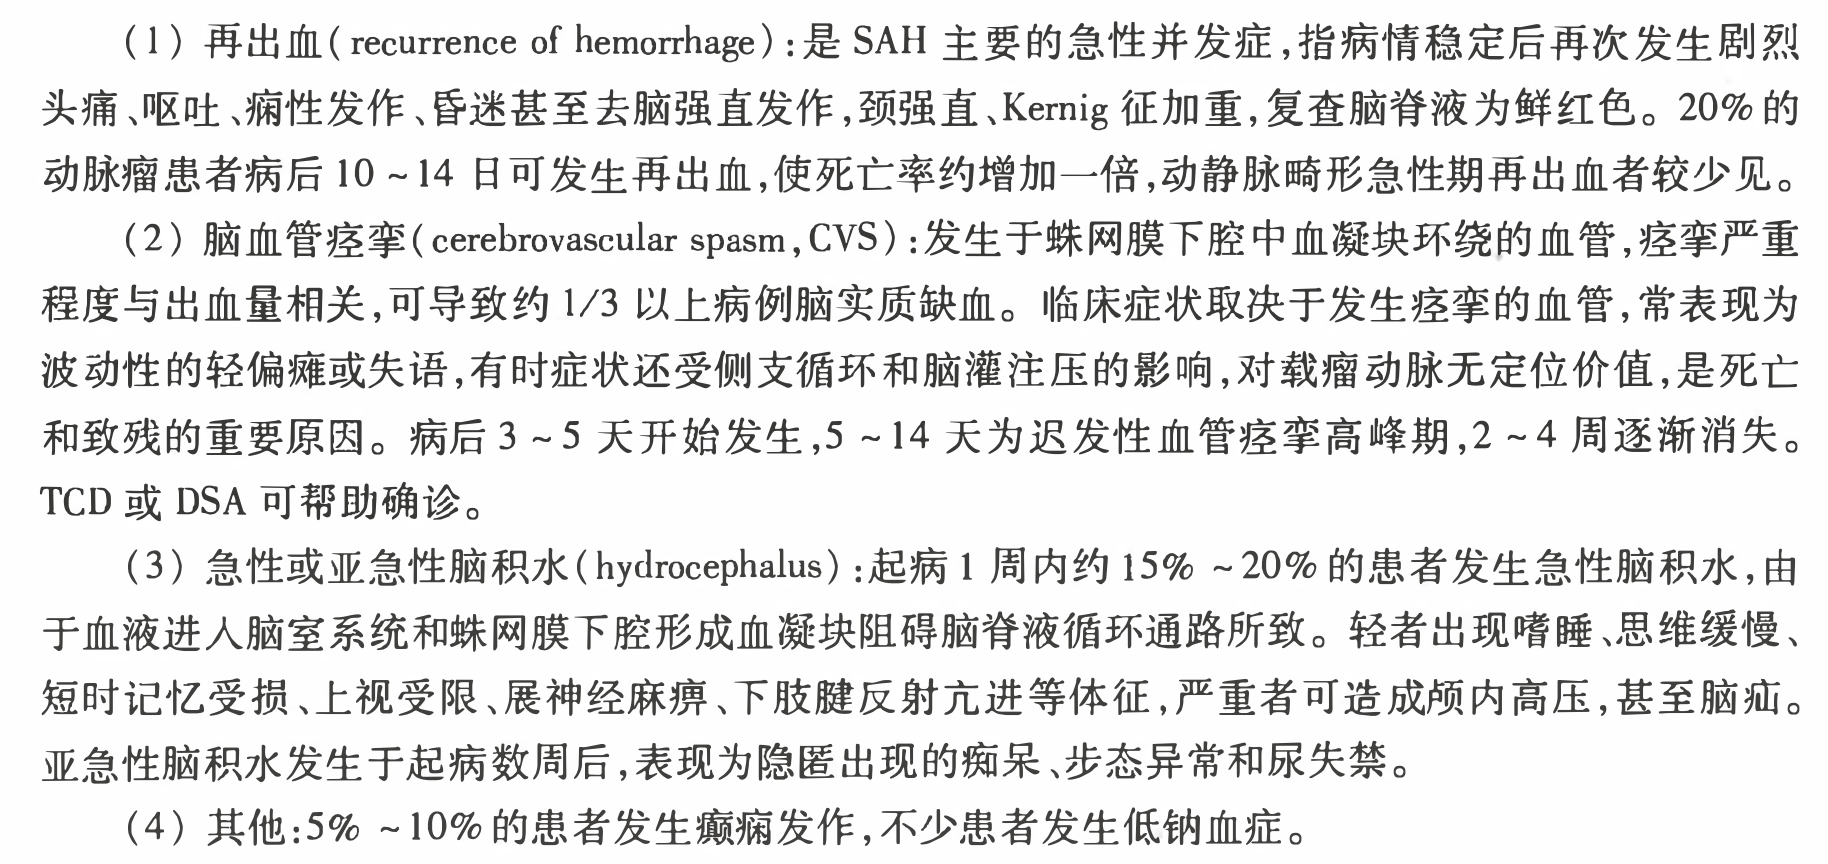 (1) 再出血(recurrence of hemorrhage):是 SAH 主要的急性并发症,指病情稳定后再次发生剧烈
头痛、呕吐、痫性发作、昏迷甚至去脑强直发作,颈强直、Kernig 征加重,复查脑脊液为鲜红色。20%的
动脉瘤患者病后 10 ~ 14 日可发生再出血,使死亡率约增加一倍,动静脉畸形急性期再出血者较少见。
(2) 脑血管痉挛(cerebrovascular spasm,CVS):发生于蛛网膜下腔中血凝块环绕的血管,痉挛严重
程度与出血量相关,可导致约 1/3 以上病例脑实质缺血。临床症状取决于发生痉挛的血管,常表现为
波动性的轻偏瘫或失语,有时症状还受侧支循环和脑灌注压的影响,对载瘤动脉无定位价值,是死亡
和致残的重要原因。病后 3 ~ 5 天开始发生,5 ~ 14 天为迟发性血管痉挛高峰期,2 ~ 4 周逐渐消失。
TCD 或 DSA 可帮助确诊。
(3) 急性或亚急性脑积水(hydrocephalus):起病 1 周内约 15% ~ 20%的患者发生急性脑积水,由
于血液进入脑室系统和蛛网膜下腔形成血凝块阻碍脑脊液循环通路所致。轻者出现嗜睡、思维缓慢、
短时记忆受损、上视受限、展神经麻痹、下肢腱反射亢进等体征,严重者可造成颅内高压,甚至脑疝。
亚急性脑积水发生于起病数周后,表现为隐匿出现的痴呆、步态异常和尿失禁。
(4) 其他:5% ~ 10%的患者发生癫痫发作,不少患者发生低钠血症。